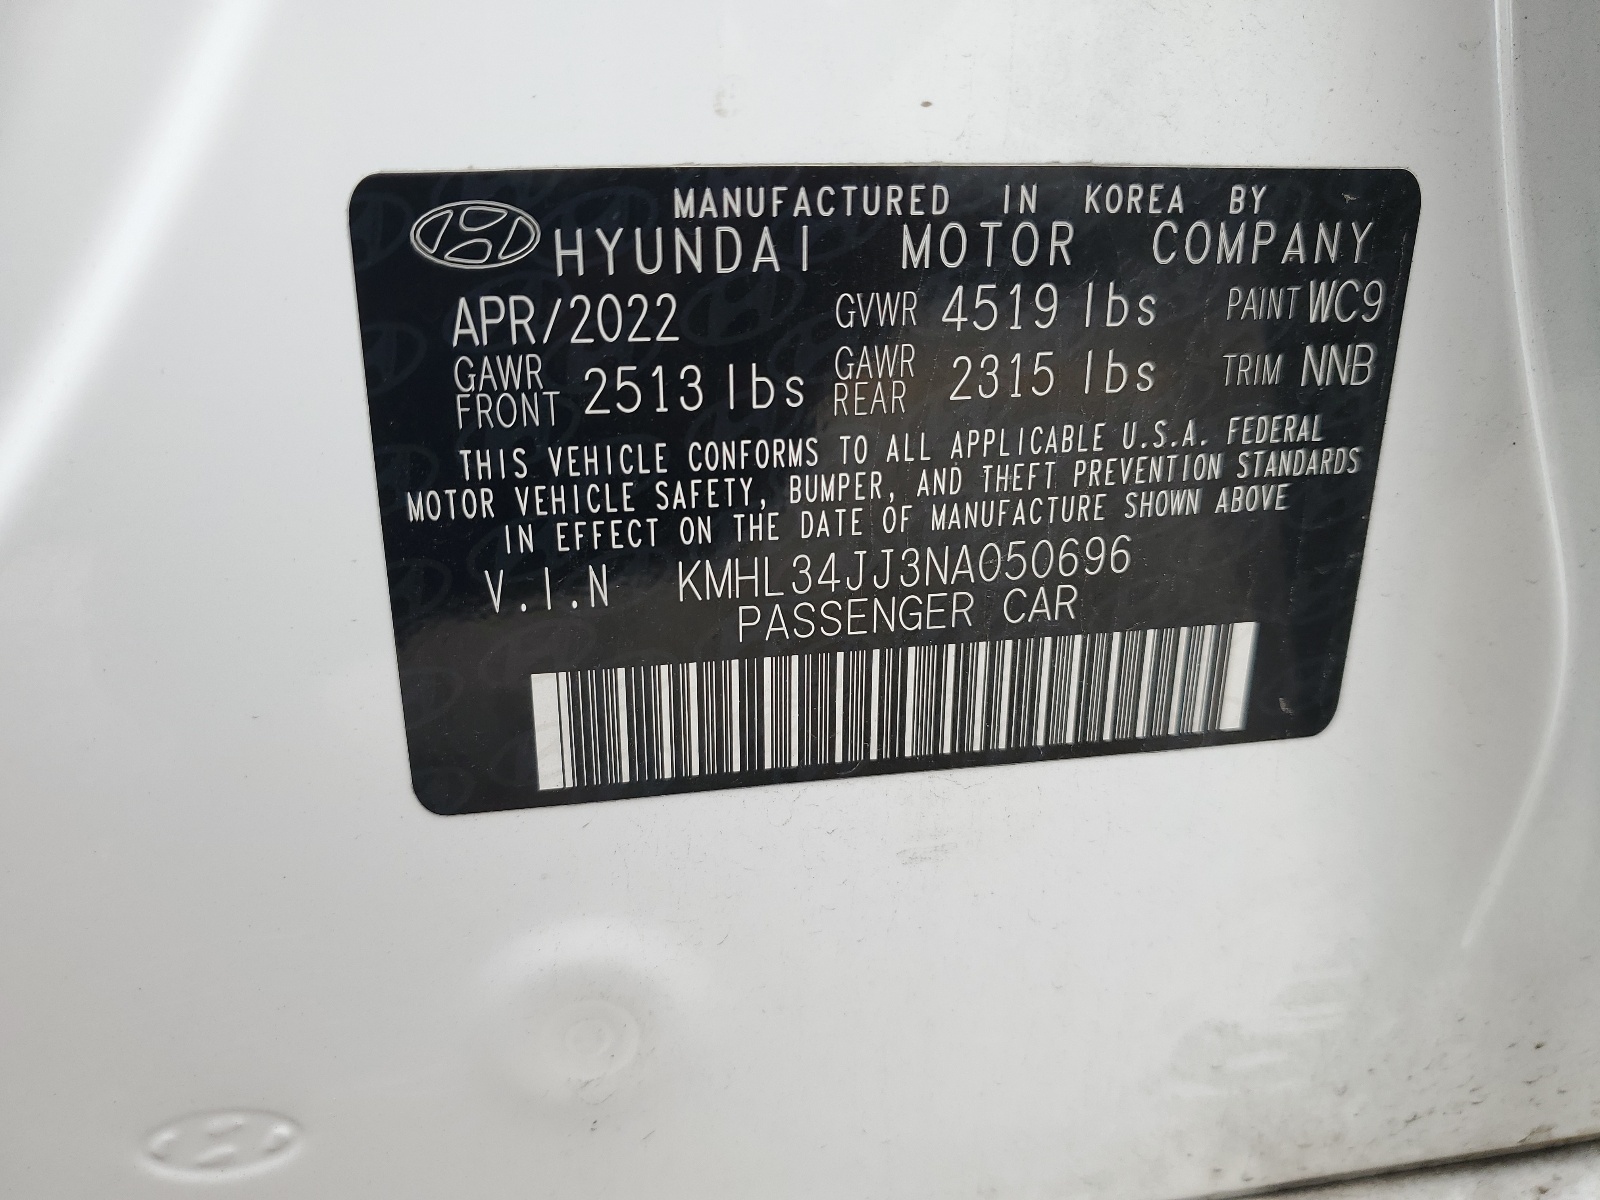 MANUFACTURED IN KOREA BY
HYUNDAI MOTOR COMPANY
APR/2022 GVWR 4519 lbs PAINT WC9
GAWR FRONT 2513 lbs GAWR REAR 2315 lbs TRIM NNB
THIS VEHICLE CONFORMS TO ALL APPLICABLE U.S.A. FEDERAL
MOTOR VEHICLE SAFETY, BUMPER, AND THEFT PREVENTION STANDARDS
IN EFFECT ON THE DATE OF MANUFACTURE SHOWN ABOVE
V.I.N KMHL34JJ3NA050696
PASSENGER CAR